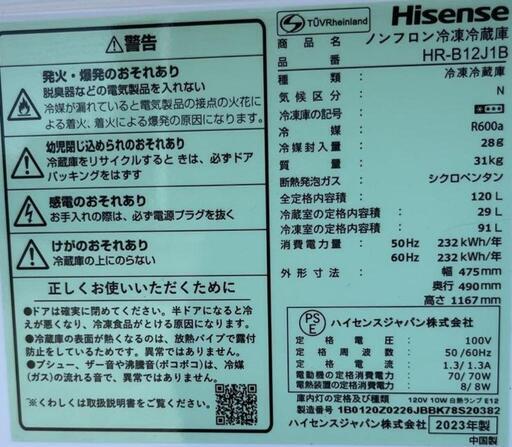 ⚠警告
発火・爆発のおそれあり
脱臭器などの電気製品を入れない
冷媒が漏れていると電気製品の接点の火花に
よる着火、着火による爆発の原因になります。
幼児閉じ込められのおそれあり
冷蔵庫をリサイクルするときは、必ずドア
パッキングをはずす
感電のおそれあり
お手入れの際は、必ず電源プラグを抜く
けがのおそれあり
冷蔵庫の上にのらない
正しくお使いいただくために
●ドアは確実に閉めてください。半ドアになると冷
えが悪くなり、冷凍食品がとける原因になります。
●冷蔵庫の表面が熱くなるのは、放熱パイプで露付
防止をしているためです。異常ではありません。
●プシュー、ザー音や沸騰音(ポコポコ)は、冷媒
(ガス)の流れる音で、異常ではありません。
※くわしくは取扱説明書をご覧ください。
TÜVRheinland
Hisense
商品名 : ノンフロン冷凍冷蔵庫
品番 : HR-B12J1B
種類 : 冷凍冷蔵庫
気候区分 : N
冷凍庫の記号 : ****
冷媒 : R600a
冷媒封入量 : 28g
質量 : 31kg
断熱発泡ガス : シクロペンタン
全定格内容積 : 120 L
冷蔵室の定格内容積 : 29 L
冷凍室の定格内容積 : 91 L
消費電力量 : 50Hz 232 kWh/年
60Hz 232 kWh/年
外形寸法 : 幅 475mm
奥行 490mm
高さ 1167mm
PS
E
ハイセンスジャパン株式会社
定格電圧 : 100V
定格周波数 : 50/60Hz
定格電流 : 1.3/1.3A
電動機の定格消費電力 : 70/70W
電熱装置の定格消費電力 : 8/8W
庫内灯の定格及び種類 : 120V 10W 白熱ランプ E12
製造番号 1B0120Z0226JBBK78S20382
ハイセンスジャパン株式会社
2023年製
中国製